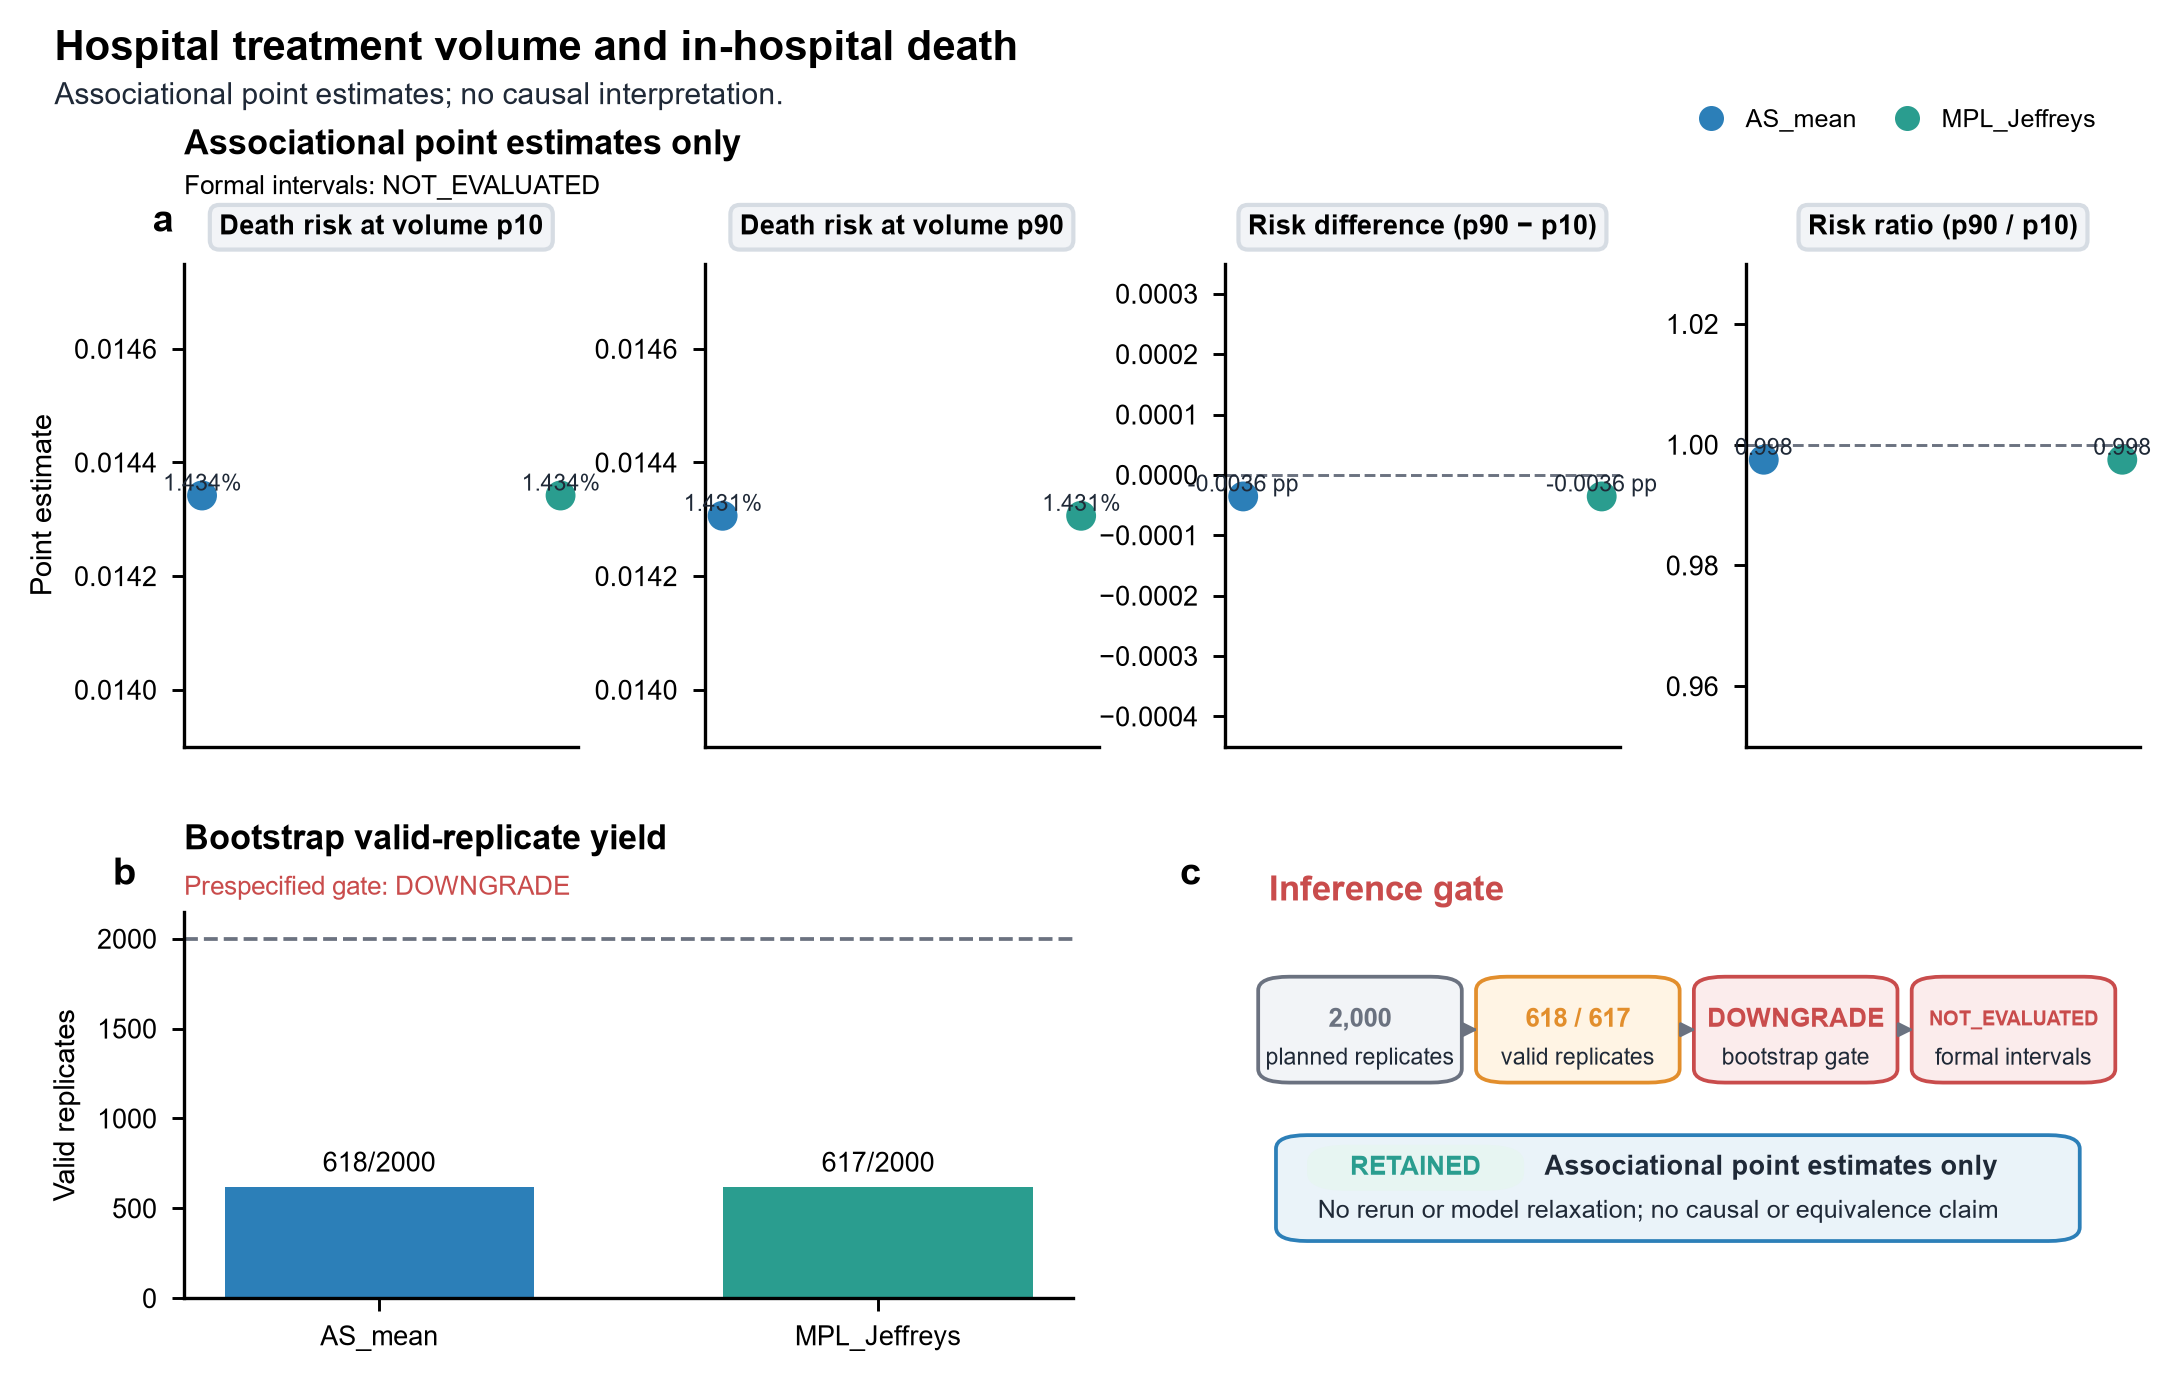 Hospital treatment volume and in-hospital death
Associational point estimates; no causal interpretation.
AS_mean
MPL_Jeffreys
Associational point estimates only
Formal intervals: NOT_EVALUATED
a
Death risk at volume p10
Death risk at volume p90
Risk difference (p90 − p10)
Risk ratio (p90 / p10)
Point estimate
0.0146
0.0144
0.0142
0.0140
1.434%
1.434%
0.0146
0.0144
0.0142
0.0140
1.431%
1.431%
0.0003
0.0002
0.0001
0.0000
−0.0001
−0.0002
−0.0003
−0.0004
-0.0036 pp
-0.0036 pp
1.02
1.00
0.98
0.96
0.998
0.998
Bootstrap valid-replicate yield
b
Prespecified gate: DOWNGRADE
Valid replicates
2000
1500
1000
500
0
618/2000
617/2000
AS_mean
MPL_Jeffreys
c
Inference gate
2,000
planned replicates
618 / 617
valid replicates
DOWNGRADE
bootstrap gate
NOT_EVALUATED
formal intervals
RETAINED Associational point estimates only
No rerun or model relaxation; no causal or equivalence claim